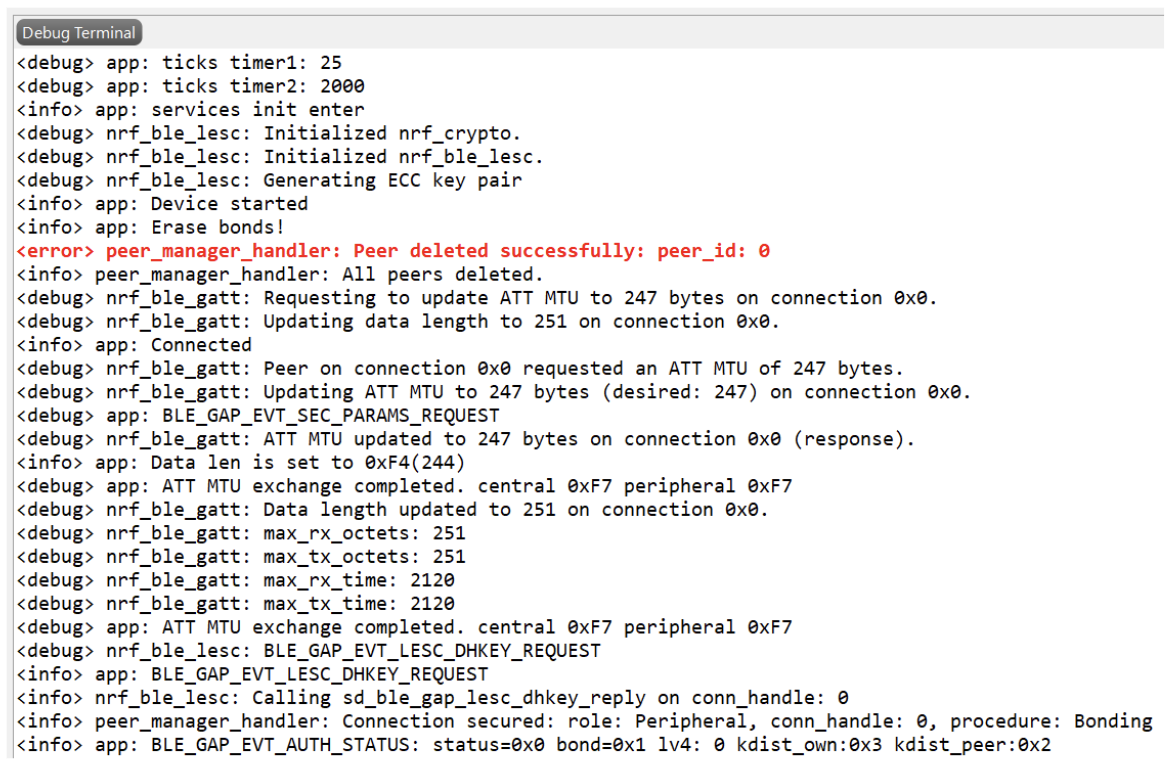 Debug Terminal
<debug> app: ticks timer1: 25
<debug> app: ticks timer2: 2000
<info> app: services init enter
<debug> nrf_ble_lesc: Initialized nrf_crypto.
<debug> nrf_ble_lesc: Initialized nrf_ble_lesc.
<debug> nrf_ble_lesc: Generating ECC key pair
<info> app: Device started
<info> app: Erase bonds!
<error> peer_manager_handler: Peer deleted successfully: peer_id: 0
<info> peer_manager_handler: All peers deleted.
<debug> nrf_ble_gatt: Requesting to update ATT MTU to 247 bytes on connection 0x0.
<debug> nrf_ble_gatt: Updating data length to 251 on connection 0x0.
<info> app: Connected
<debug> nrf_ble_gatt: Peer on connection 0x0 requested an ATT MTU of 247 bytes.
<debug> nrf_ble_gatt: Updating ATT MTU to 247 bytes (desired: 247) on connection 0x0.
<debug> app: BLE_GAP_EVT_SEC_PARAMS_REQUEST
<debug> nrf_ble_gatt: ATT MTU updated to 247 bytes on connection 0x0 (response).
<info> app: Data len is set to 0xF4(244)
<debug> app: ATT MTU exchange completed. central 0xF7 peripheral 0xF7
<debug> nrf_ble_gatt: Data length updated to 251 on connection 0x0.
<debug> nrf_ble_gatt: max_rx_octets: 251
<debug> nrf_ble_gatt: max_tx_octets: 251
<debug> nrf_ble_gatt: max_rx_time: 2120
<debug> nrf_ble_gatt: max_tx_time: 2120
<debug> app: ATT MTU exchange completed. central 0xF7 peripheral 0xF7
<debug> nrf_ble_lesc: BLE_GAP_EVT_LESC_DHKEY_REQUEST
<info> app: BLE_GAP_EVT_LESC_DHKEY_REQUEST
<info> nrf_ble_lesc: Calling sd_ble_gap_lesc_dhkey_reply on conn_handle: 0
<info> peer_manager_handler: Connection secured: role: Peripheral, conn_handle: 0, procedure: Bonding
<info> app: BLE_GAP_EVT_AUTH_STATUS: status=0x0 bond=0x1 lv4: 0 kdist_own:0x3 kdist_peer:0x2